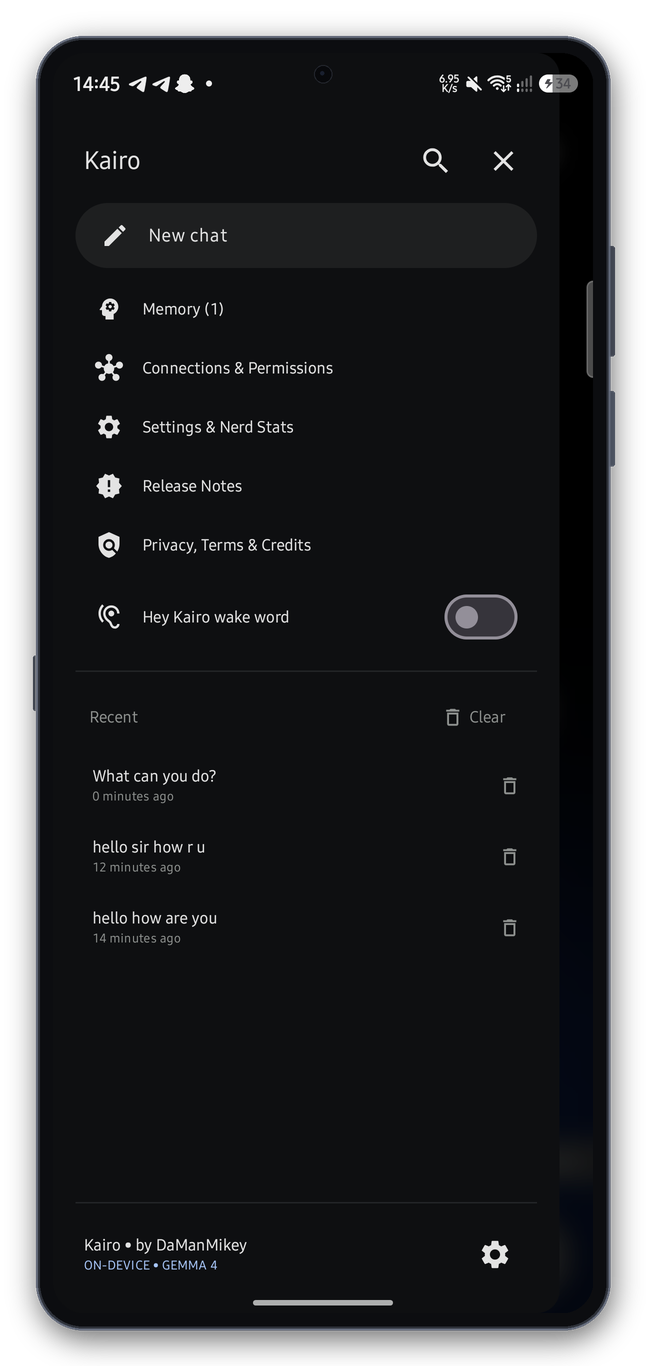 14:45
6.95 K/s
5
34
Kairo
New chat
Memory (1)
Connections & Permissions
Settings & Nerd Stats
Release Notes
Privacy, Terms & Credits
Hey Kairo wake word
Recent
Clear
What can you do?
0 minutes ago
hello sir how r u
12 minutes ago
hello how are you
14 minutes ago
Kairo • by DaManMikey
ON-DEVICE • GEMMA 4